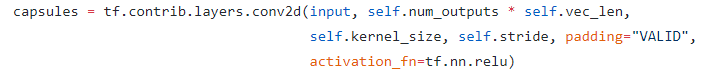 capsules = tf.contrib.layers.conv2d(input, self.num_outputs * self.vec_len,
self.kernel_size, self.stride, padding="VALID",
activation_fn=tf.nn.relu)